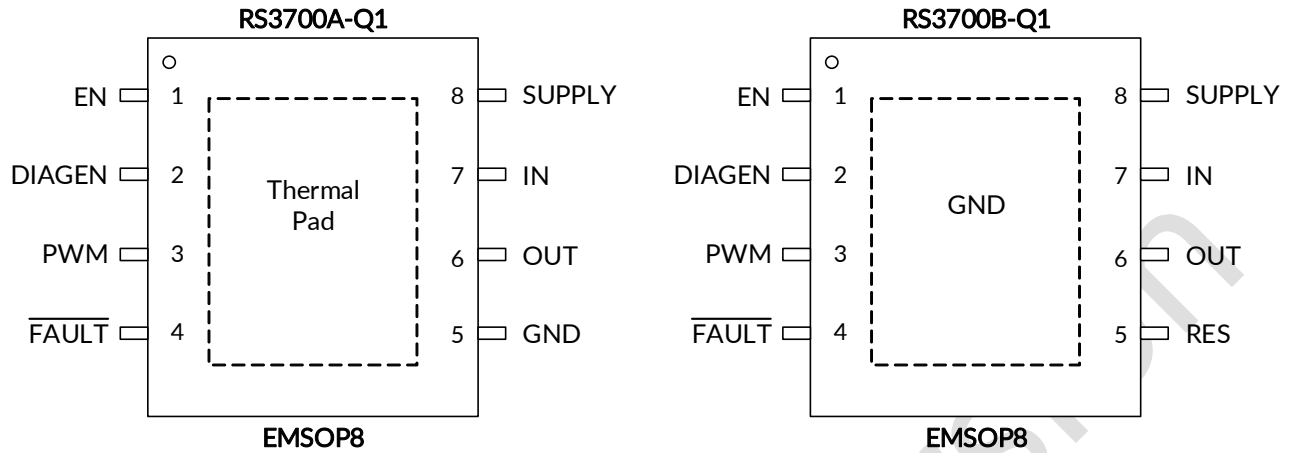 RS3700A-Q1
EN 1 8 SUPPLY
DIAGEN 2 7 IN
Thermal
Pad
PWM 3 6 OUT
FAULT 4 5 GND
EMSOP8
RS3700B-Q1
EN 1 8 SUPPLY
DIAGEN 2 7 IN
GND
PWM 3 6 OUT
FAULT 4 5 RES
EMSOP8